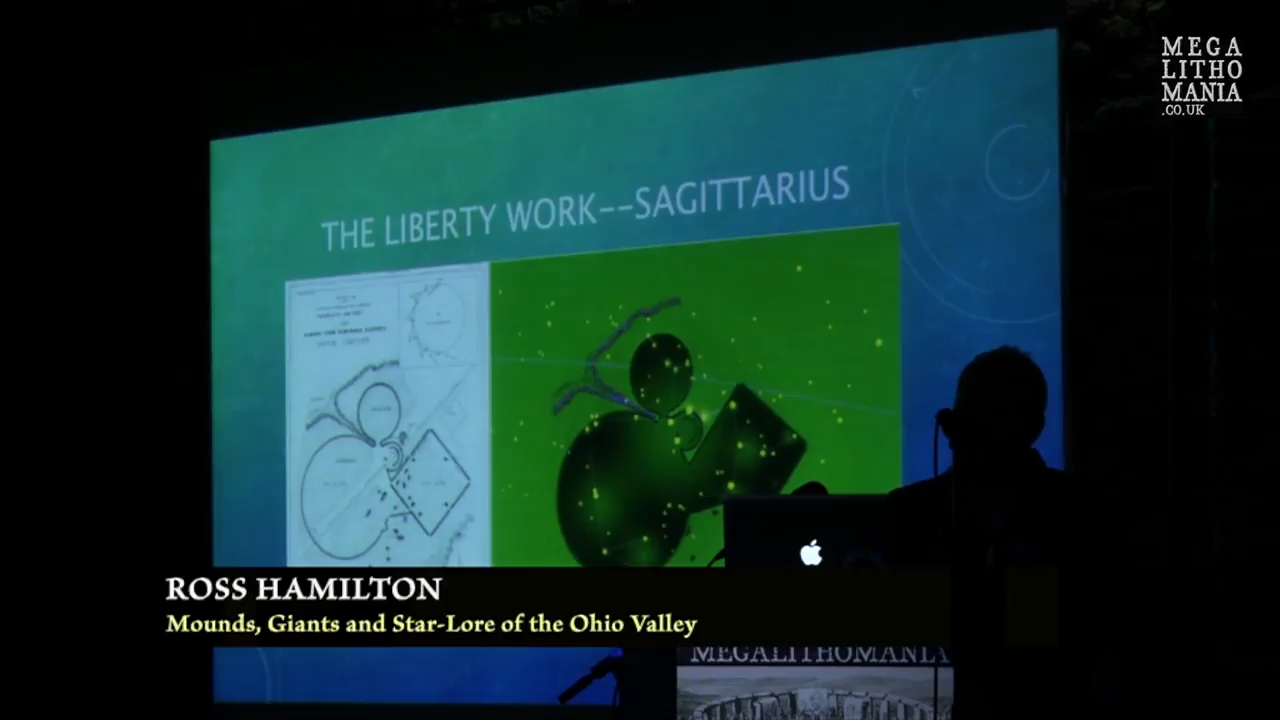 MEGA
LITHO
MANIA
.CO.UK
THE LIBERTY WORK--SAGITTARIUS
ROSS HAMILTON
Mounds, Giants and Star-Lore of the Ohio Valley
MEGALITHOMANIA